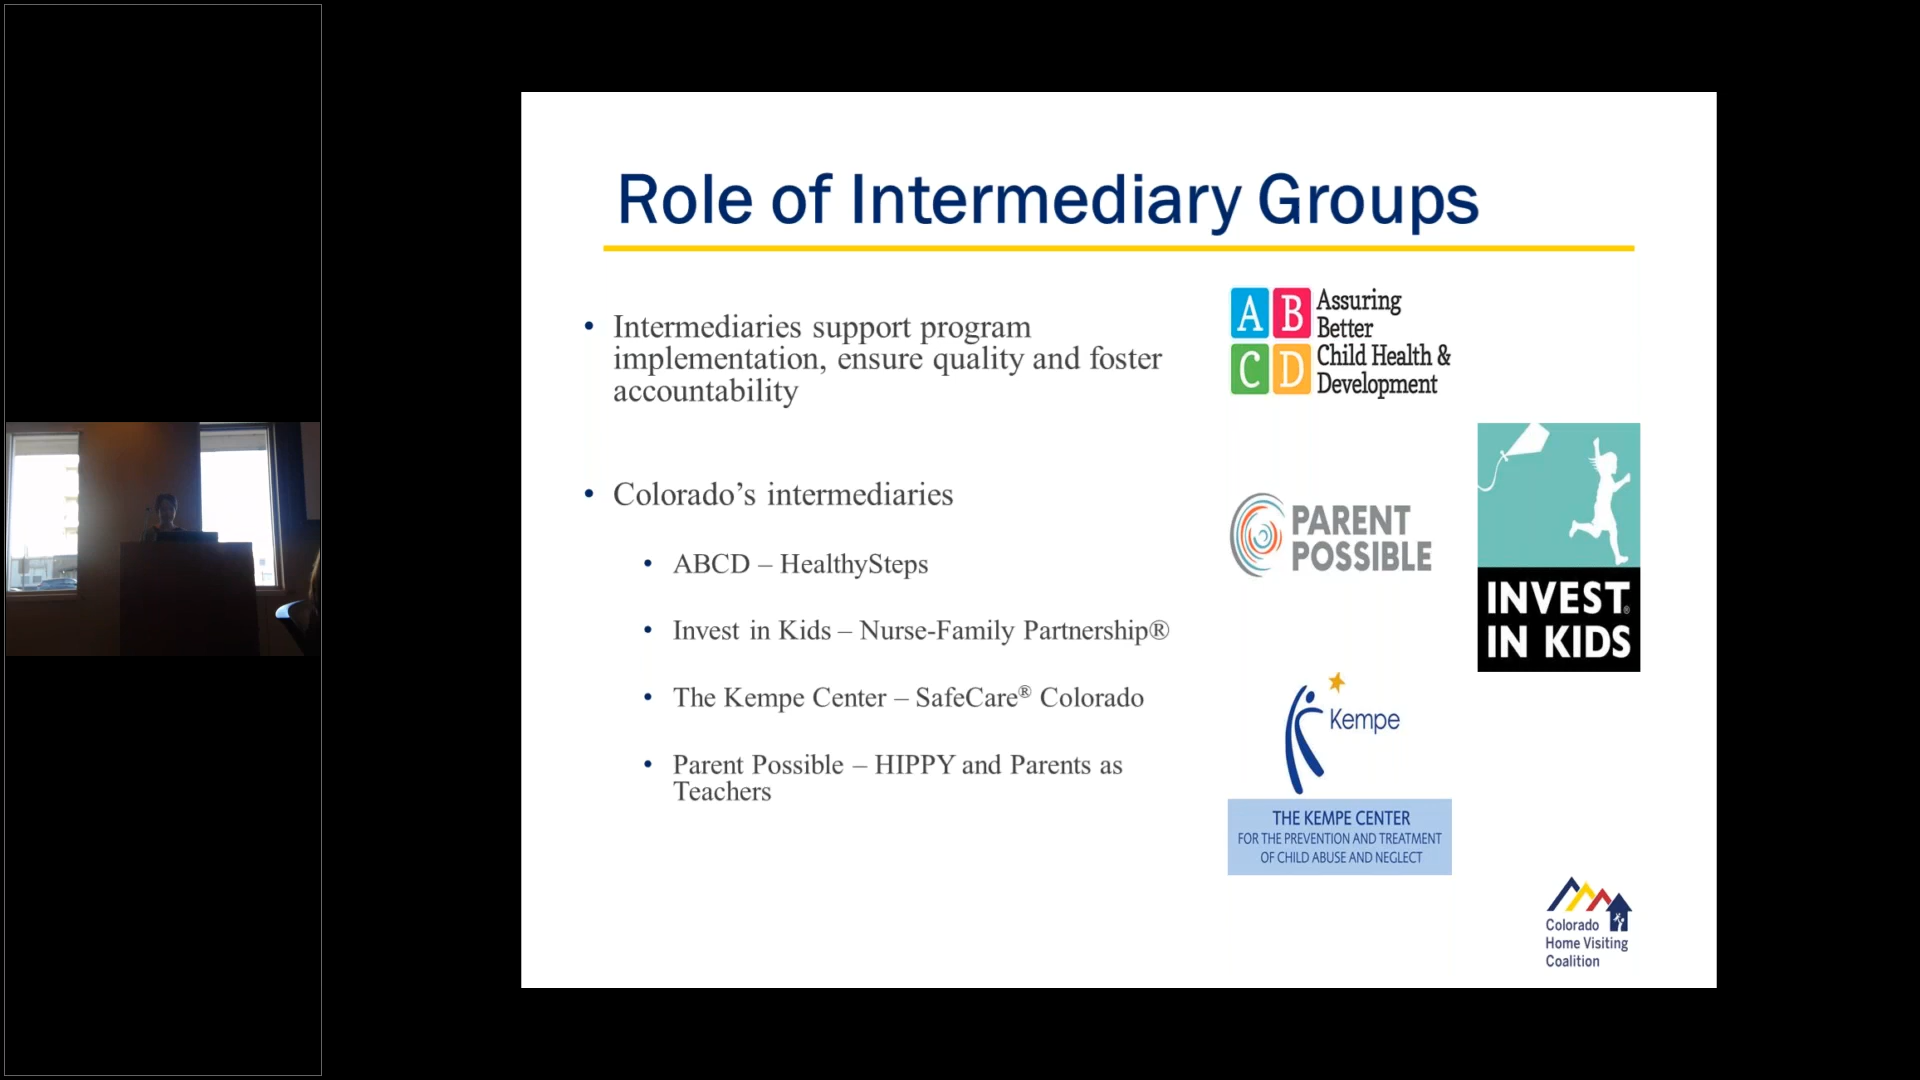 Role of Intermediary Groups
• Intermediaries support program
implementation, ensure quality and foster
accountability
• Colorado’s intermediaries
• ABCD – HealthySteps
• Invest in Kids – Nurse-Family Partnership®
• The Kempe Center – SafeCare® Colorado
• Parent Possible – HIPPY and Parents as
Teachers
A B
C D
Assuring
Better
Child Health &
Development
PARENT
POSSIBLE
INVEST®
IN KIDS
Kempe
THE KEMPE CENTER
FOR THE PREVENTION AND TREATMENT
OF CHILD ABUSE AND NEGLECT
Colorado
Home Visiting
Coalition